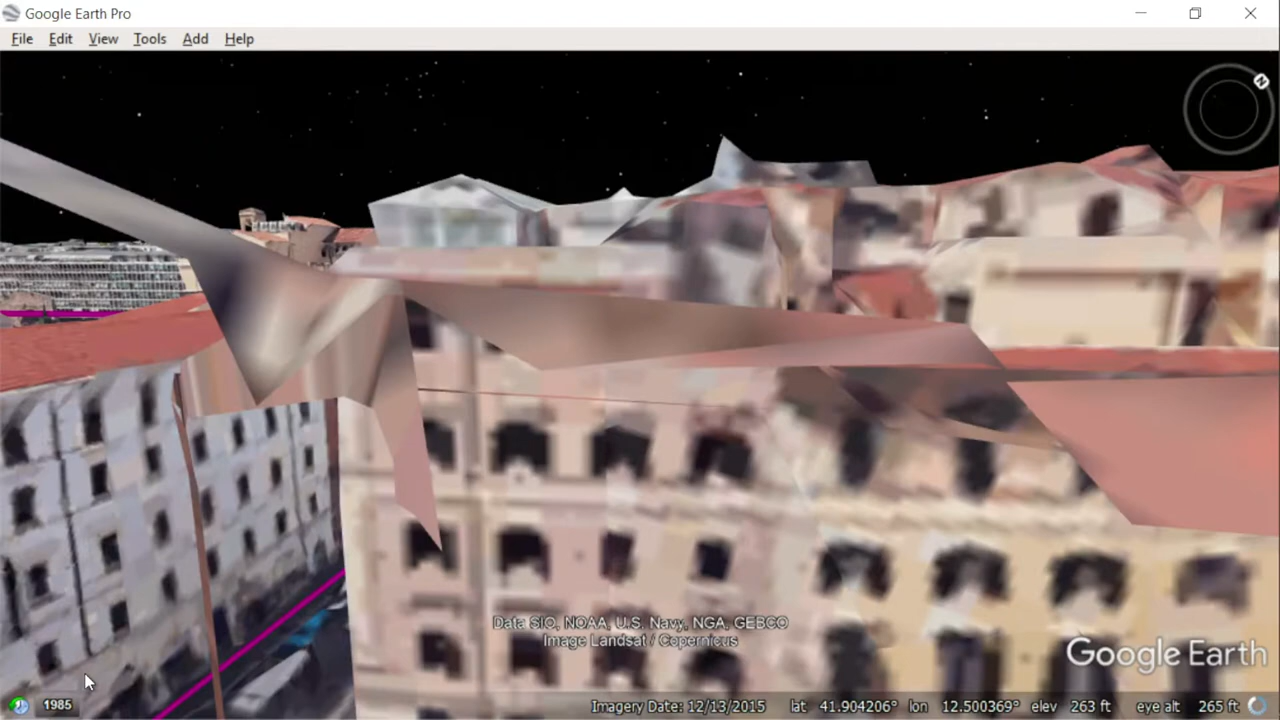 Google Earth Pro
File Edit View Tools Add Help
N
Data SIO, NOAA, U.S. Navy, NGA, GEBCO
Image Landsat / Copernicus
Google Earth
1985 Imagery Date: 12/13/2015 lat 41.904206° lon 12.500369° elev 263 ft eye alt 265 ft